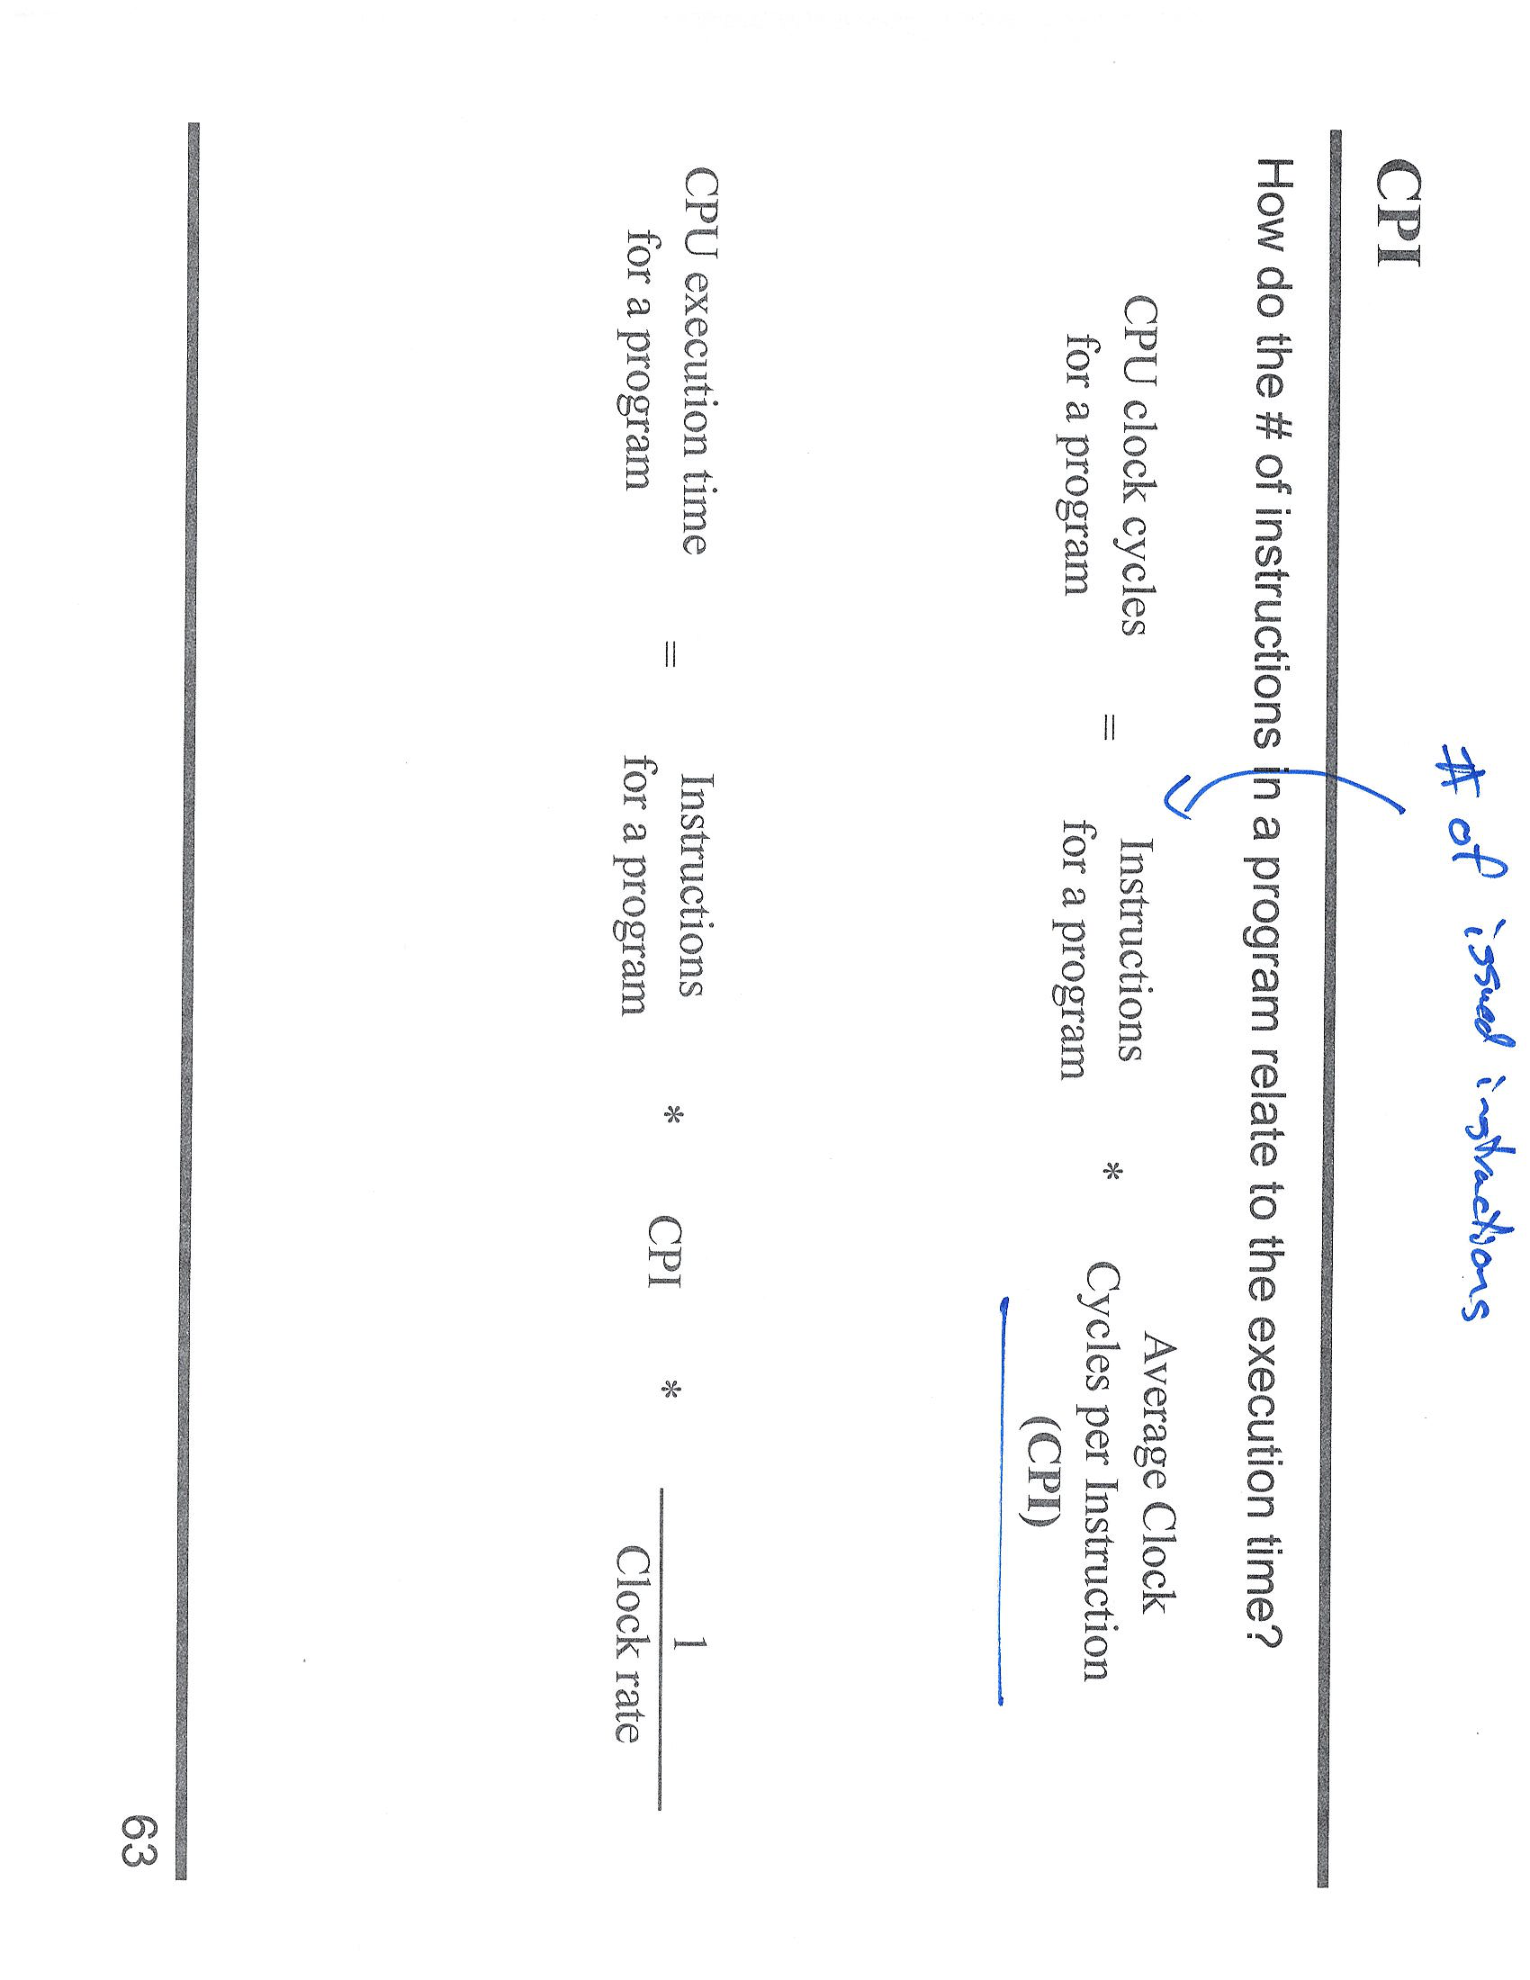 # of issued instructions
CPI
How do the # of instructions in a program relate to the execution time?
CPU clock cycles for a program = Instructions for a program * Average Clock Cycles per Instruction (CPI)
CPU execution time for a program = Instructions for a program * CPI * 1 / Clock rate
63